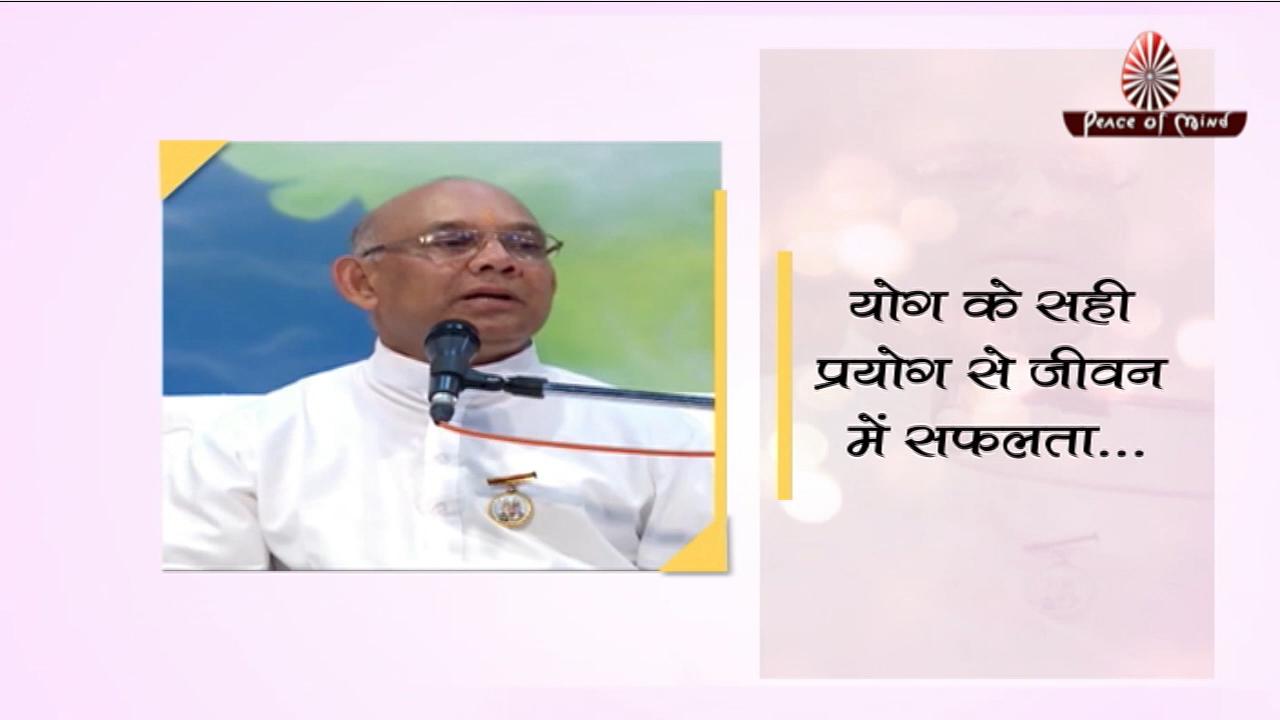 Peace of Mind
योग के सही
प्रयोग से जीवन
में सफलता...